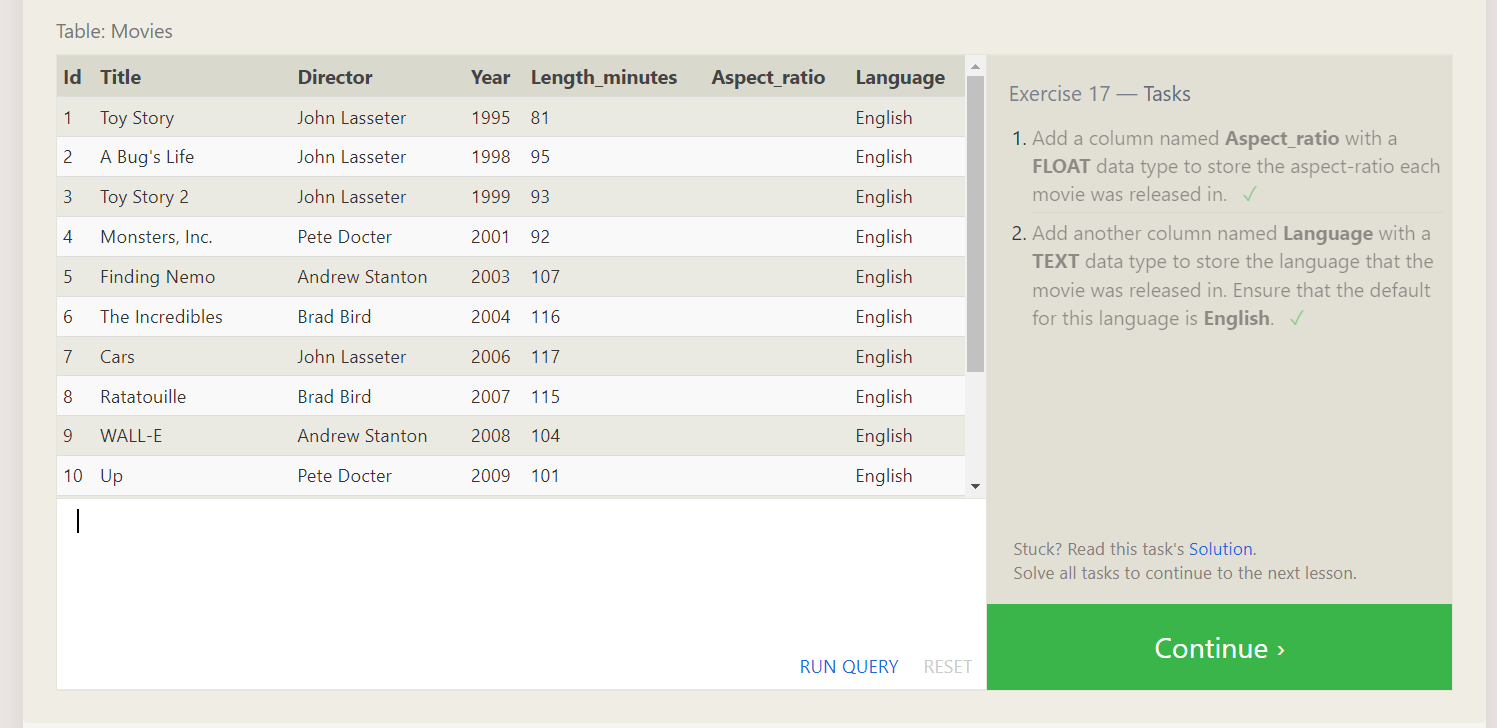 Table: Movies
Id Title Director Year Length_minutes Aspect_ratio Language
1 Toy Story John Lasseter 1995 81 English
2 A Bug's Life John Lasseter 1998 95 English
3 Toy Story 2 John Lasseter 1999 93 English
4 Monsters, Inc. Pete Docter 2001 92 English
5 Finding Nemo Andrew Stanton 2003 107 English
6 The Incredibles Brad Bird 2004 116 English
7 Cars John Lasseter 2006 117 English
8 Ratatouille Brad Bird 2007 115 English
9 WALL-E Andrew Stanton 2008 104 English
10 Up Pete Docter 2009 101 English
RUN QUERY RESET
Exercise 17 — Tasks
1. Add a column named Aspect_ratio with a
FLOAT data type to store the aspect-ratio each
movie was released in. ✓
2. Add another column named Language with a
TEXT data type to store the language that the
movie was released in. Ensure that the default
for this language is English. ✓
Stuck? Read this task's Solution.
Solve all tasks to continue to the next lesson.
Continue ›